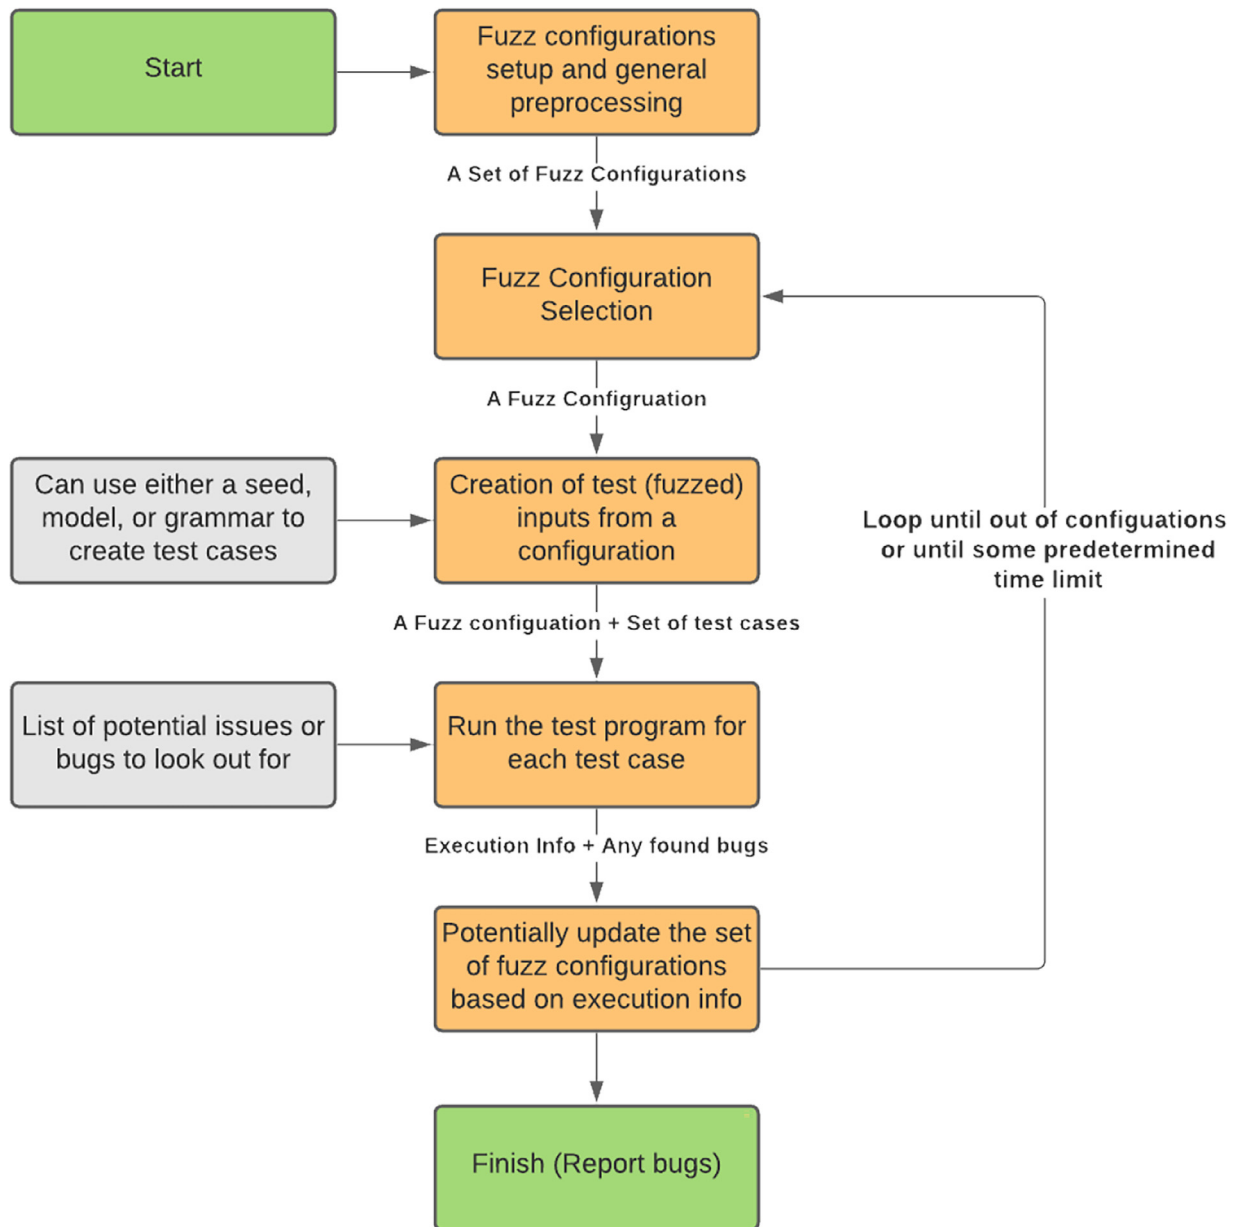 Start
Fuzz configurations
setup and general
preprocessing
A Set of Fuzz Configurations
Fuzz Configuration
Selection
A Fuzz Configruation
Can use either a seed,
model, or grammar to
create test cases
Creation of test (fuzzed)
inputs from a
configuration
Loop until out of configuations
or until some predetermined
time limit
A Fuzz configuation + Set of test cases
List of potential issues or
bugs to look out for
Run the test program for
each test case
Execution Info + Any found bugs
Potentially update the set
of fuzz configurations
based on execution info
Finish (Report bugs)